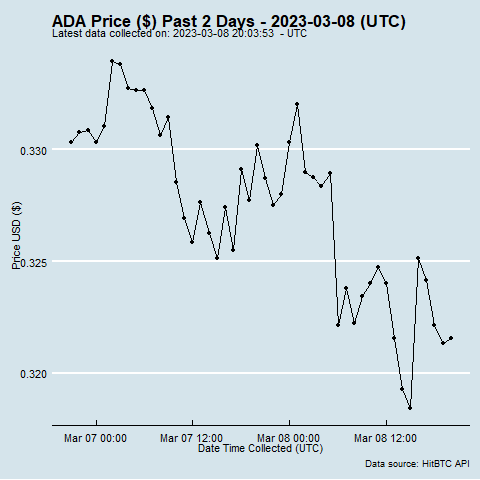 ADA Price ($) Past 2 Days - 2023-03-08 (UTC)
Latest data collected on: 2023-03-08 20:03:53 - UTC
0.330
0.325
0.320
Price USD ($)
Mar 07 00:00 Mar 07 12:00 Mar 08 00:00 Mar 08 12:00
Date Time Collected (UTC)
Data source: HitBTC API